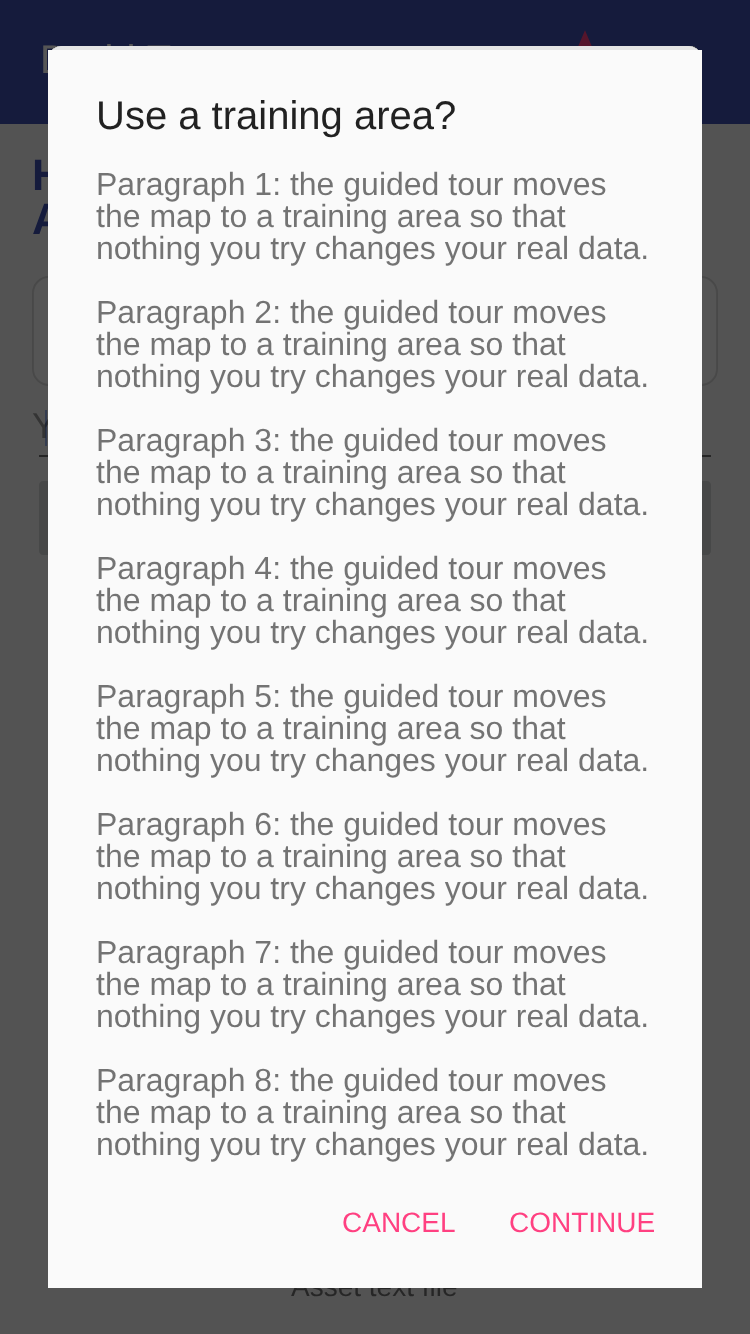 Use a training area?
Paragraph 1: the guided tour moves
the map to a training area so that
nothing you try changes your real data.
Paragraph 2: the guided tour moves
the map to a training area so that
nothing you try changes your real data.
Paragraph 3: the guided tour moves
the map to a training area so that
nothing you try changes your real data.
Paragraph 4: the guided tour moves
the map to a training area so that
nothing you try changes your real data.
Paragraph 5: the guided tour moves
the map to a training area so that
nothing you try changes your real data.
Paragraph 6: the guided tour moves
the map to a training area so that
nothing you try changes your real data.
Paragraph 7: the guided tour moves
the map to a training area so that
nothing you try changes your real data.
Paragraph 8: the guided tour moves
the map to a training area so that
nothing you try changes your real data.
CANCEL CONTINUE
Asset text file